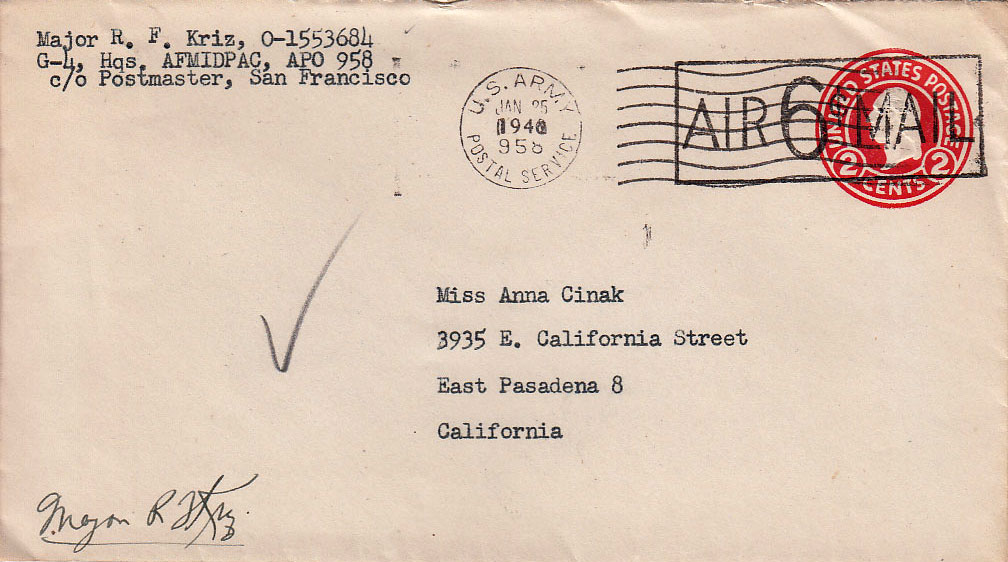 Major R. F. Kriz, O-1553684
G-4, Hqs. AFMIDPAC, APO 958
c/o Postmaster, San Francisco
U.S. ARMY
JAN 25
958
POSTAL SERVICE
AIR 6¢ MAIL
UNITED STATES POSTAGE
2 CENTS 2
Miss Anna Cinak
3935 E. California Street
East Pasadena 8
California
Major R F Kriz